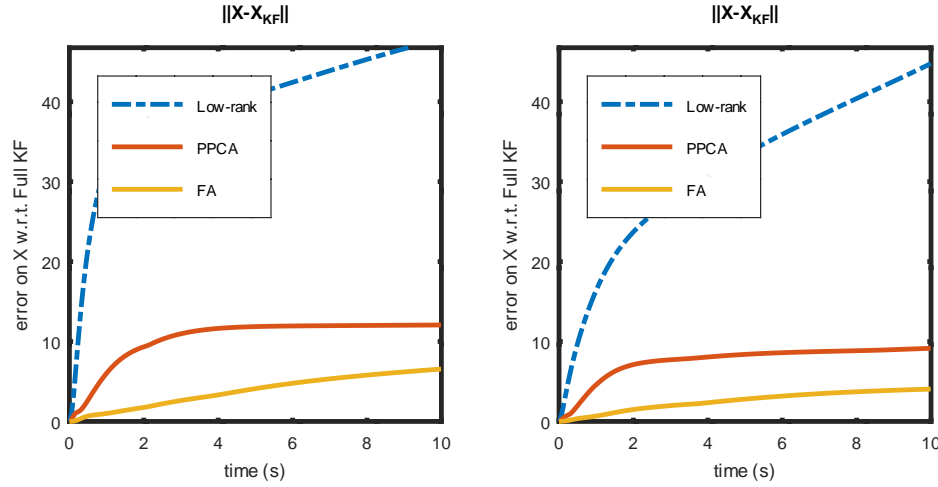 ||X-X_KF||
error on X w.r.t. Full KF
40
30
20
10
0
Low-rank
PPCA
FA
0 2 4 6 8 10
time (s)
||X-X_KF||
error on X w.r.t. Full KF
40
30
20
10
0
Low-rank
PPCA
FA
0 2 4 6 8 10
time (s)